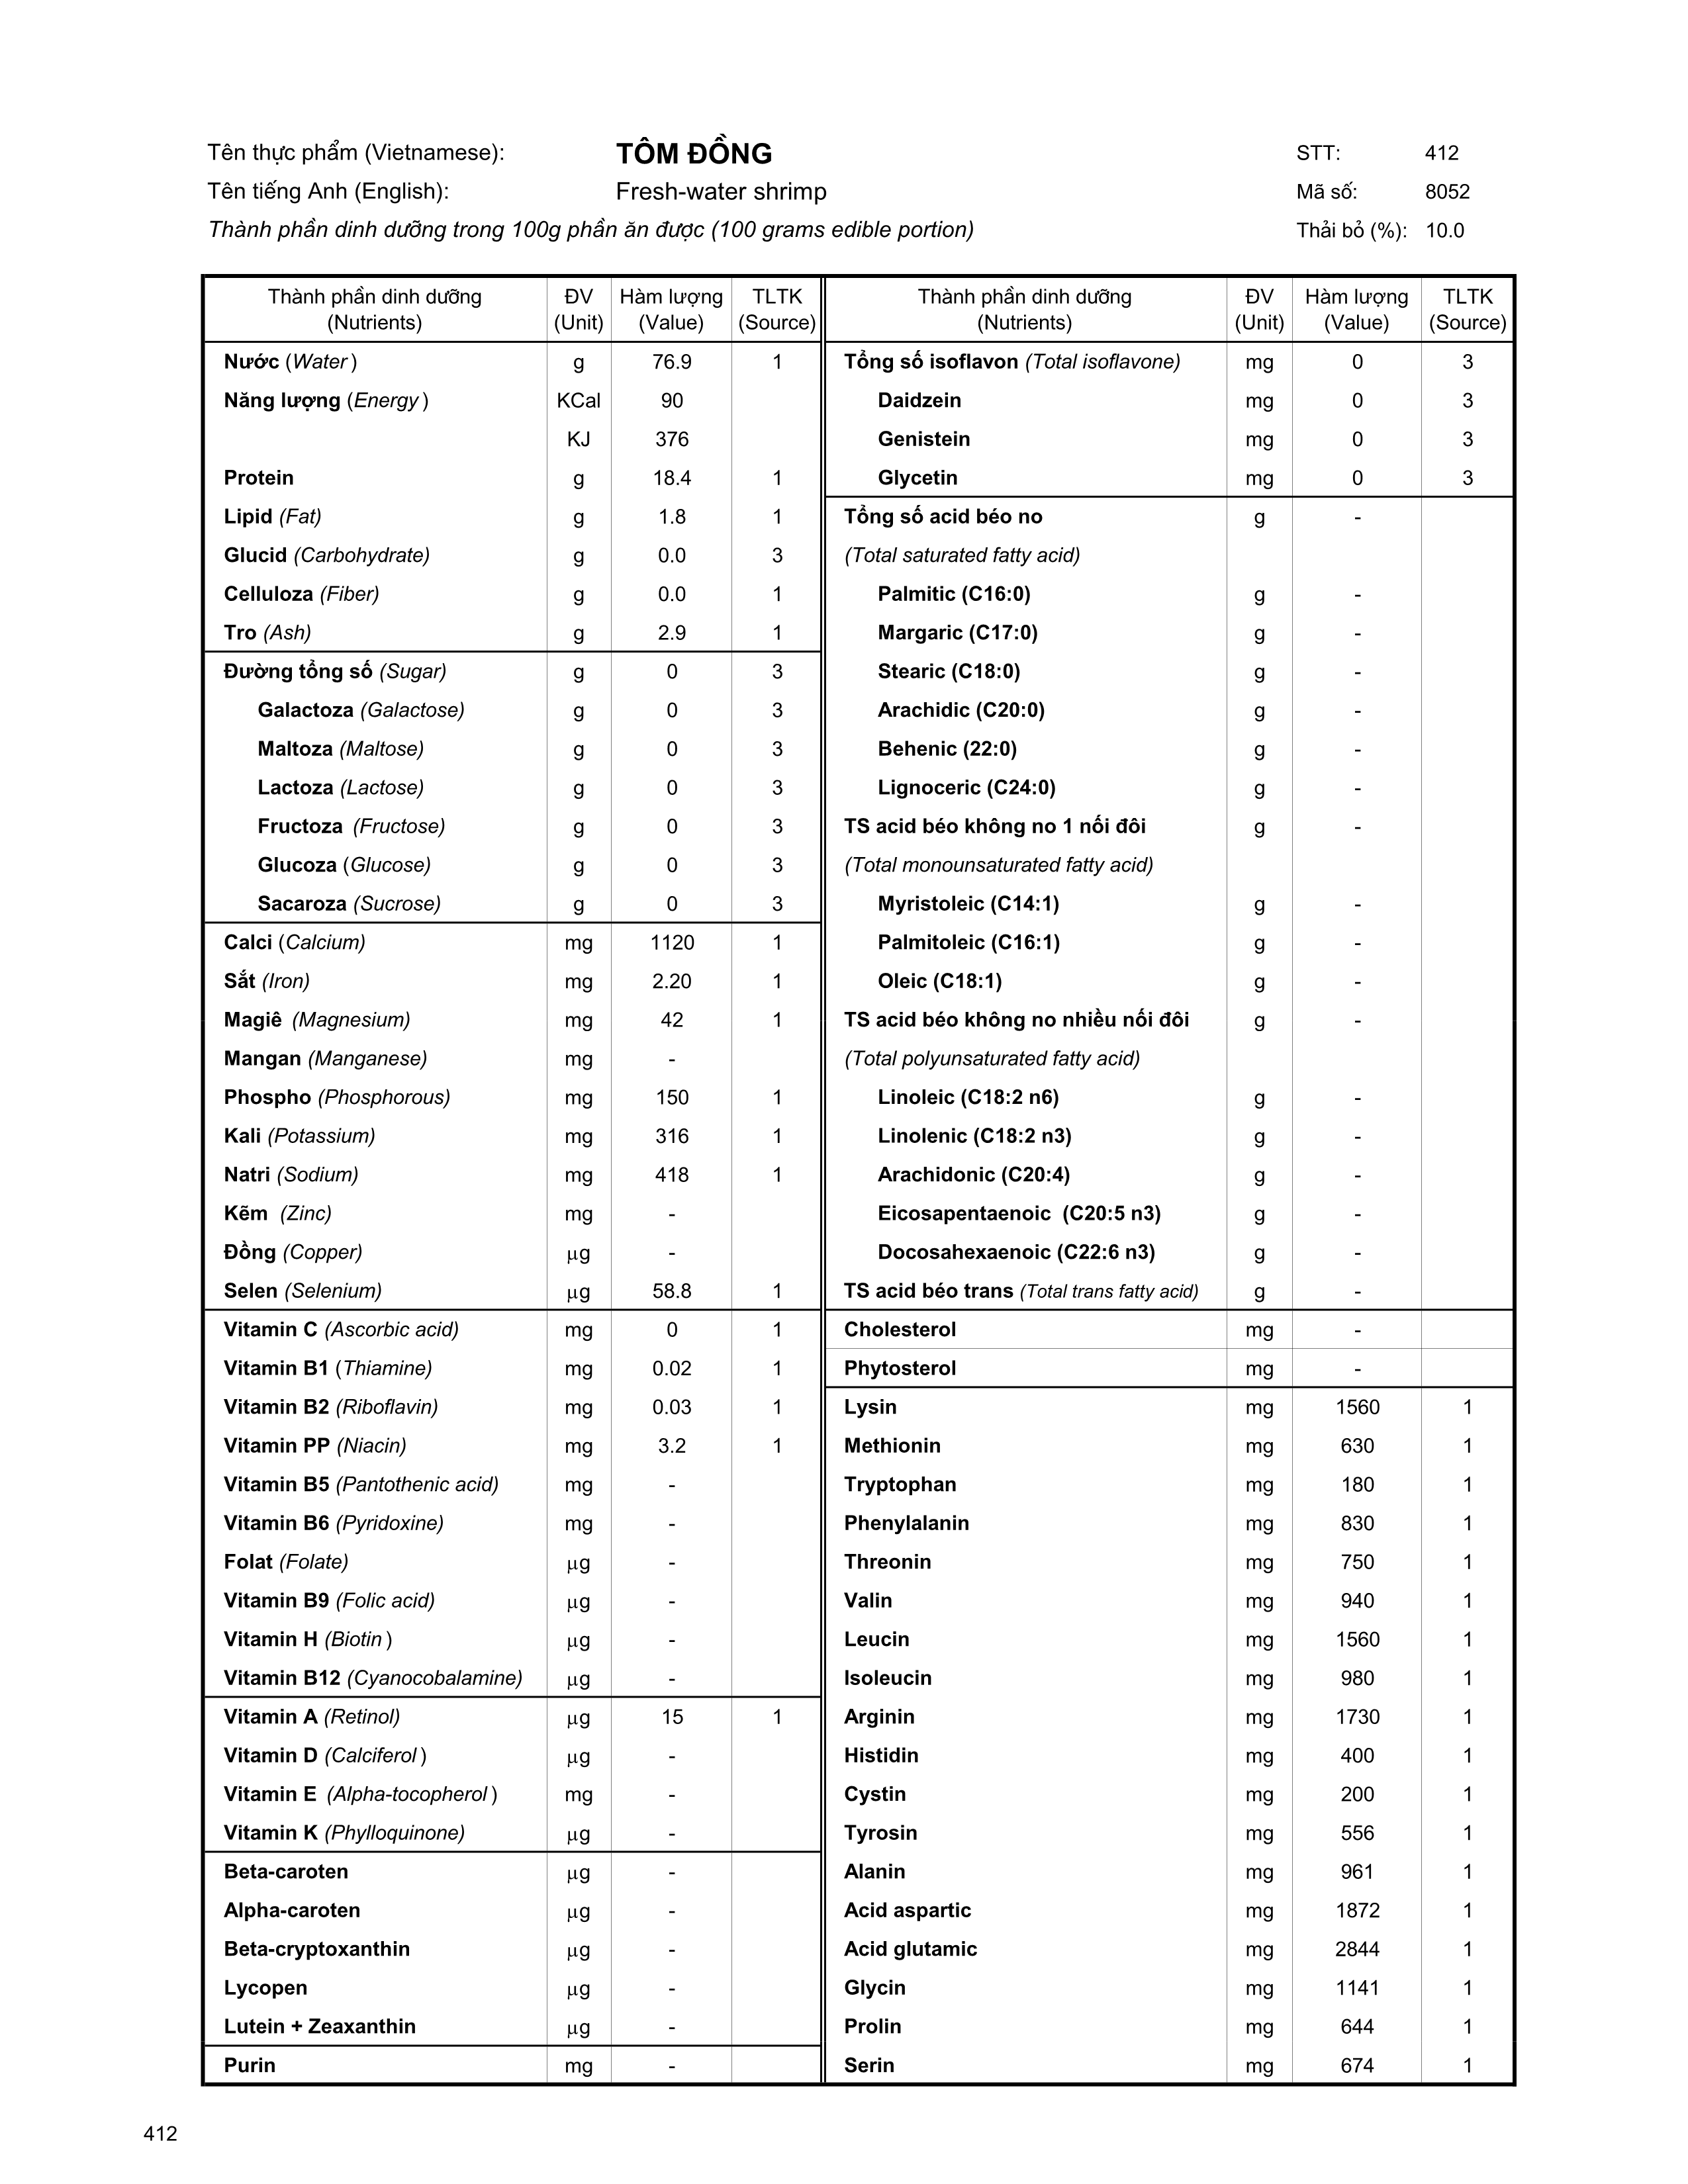 Tên thực phẩm (Vietnamese): TÔM ĐỒNG STT: 412
Tên tiếng Anh (English): Fresh-water shrimp Mã số: 8052
Thành phần dinh dưỡng trong 100g phần ăn được (100 grams edible portion) Thải bỏ (%): 10.0
Thành phần dinh dưỡng ĐV Hàm lượng TLTK
(Nutrients) (Unit) (Value) (Source)
Nước (Water) g 76.9 1
Năng lượng (Energy) KCal 90
KJ 376
Protein g 18.4 1
Lipid (Fat) g 1.8 1
Glucid (Carbohydrate) g 0.0 3
Celluloza (Fiber) g 0.0 1
Tro (Ash) g 2.9 1
Đường tổng số (Sugar) g 0 3
Galactoza (Galactose) g 0 3
Maltoza (Maltose) g 0 3
Lactoza (Lactose) g 0 3
Fructoza (Fructose) g 0 3
Glucoza (Glucose) g 0 3
Sacaroza (Sucrose) g 0 3
Calci (Calcium) mg 1120 1
Sắt (Iron) mg 2.20 1
Magiê (Magnesium) mg 42 1
Mangan (Manganese) mg -
Phospho (Phosphorous) mg 150 1
Kali (Potassium) mg 316 1
Natri (Sodium) mg 418 1
Kẽm (Zinc) mg -
Đồng (Copper) μg -
Selen (Selenium) μg 58.8 1
Vitamin C (Ascorbic acid) mg 0 1
Vitamin B1 (Thiamine) mg 0.02 1
Vitamin B2 (Riboflavin) mg 0.03 1
Vitamin PP (Niacin) mg 3.2 1
Vitamin B5 (Pantothenic acid) mg -
Vitamin B6 (Pyridoxine) mg -
Folat (Folate) μg -
Vitamin B9 (Folic acid) μg -
Vitamin H (Biotin) μg -
Vitamin B12 (Cyanocobalamine) μg -
Vitamin A (Retinol) μg 15 1
Vitamin D (Calciferol) μg -
Vitamin E (Alpha-tocopherol) mg -
Vitamin K (Phylloquinone) μg -
Beta-caroten μg -
Alpha-caroten μg -
Beta-cryptoxanthin μg -
Lycopen μg -
Lutein + Zeaxanthin μg -
Purin mg -
Thành phần dinh dưỡng ĐV Hàm lượng TLTK
(Nutrients) (Unit) (Value) (Source)
Tổng số isoflavon (Total isoflavone) mg 0 3
Daidzein mg 0 3
Genistein mg 0 3
Glycetin mg 0 3
Tổng số acid béo no g -
(Total saturated fatty acid)
Palmitic (C16:0) g -
Margaric (C17:0) g -
Stearic (C18:0) g -
Arachidic (C20:0) g -
Behenic (22:0) g -
Lignoceric (C24:0) g -
TS acid béo không no 1 nối đôi g -
(Total monounsaturated fatty acid)
Myristoleic (C14:1) g -
Palmitoleic (C16:1) g -
Oleic (C18:1) g -
TS acid béo không no nhiều nối đôi g -
(Total polyunsaturated fatty acid)
Linoleic (C18:2 n6) g -
Linolenic (C18:2 n3) g -
Arachidonic (C20:4) g -
Eicosapentaenoic (C20:5 n3) g -
Docosahexaenoic (C22:6 n3) g -
TS acid béo trans (Total trans fatty acid) g -
Cholesterol mg -
Phytosterol mg -
Lysin mg 1560 1
Methionin mg 630 1
Tryptophan mg 180 1
Phenylalanin mg 830 1
Threonin mg 750 1
Valin mg 940 1
Leucin mg 1560 1
Isoleucin mg 980 1
Arginin mg 1730 1
Histidin mg 400 1
Cystin mg 200 1
Tyrosin mg 556 1
Alanin mg 961 1
Acid aspartic mg 1872 1
Acid glutamic mg 2844 1
Glycin mg 1141 1
Prolin mg 644 1
Serin mg 674 1
412